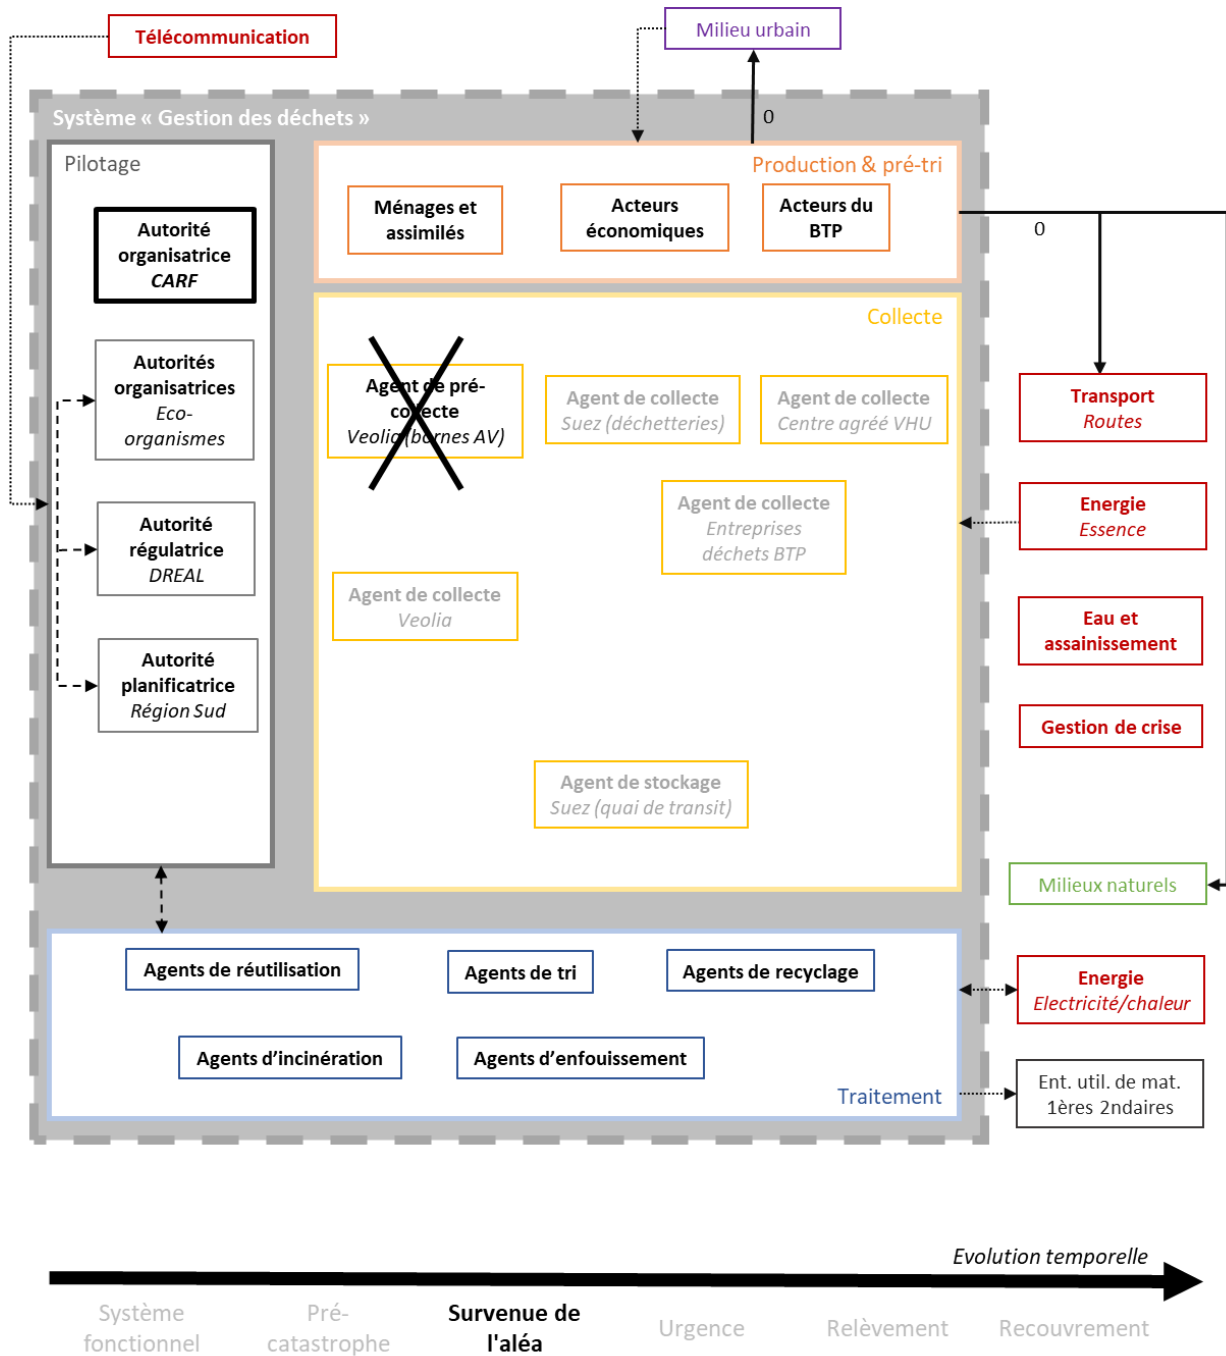 Télécommunication
Milieu urbain
0
Système « Gestion des déchets »
Pilotage
Autorité
organisatrice
CARF
Autorités
organisatrices
Eco-
organismes
Autorité
régulatrice
DREAL
Autorité
planificatrice
Région Sud
Production & pré-tri
Ménages et
assimilés
Acteurs
économiques
Acteurs du
BTP
0
Collecte
Agent de pré-
collecte
Veolia (bornes AV)
Agent de collecte
Suez (déchetteries)
Agent de collecte
Centre agréé VHU
Agent de collecte
Entreprises
déchets BTP
Agent de collecte
Veolia
Agent de stockage
Suez (quai de transit)
Transport
Routes
Energie
Essence
Eau et
assainissement
Gestion de crise
Milieux naturels
Agents de réutilisation
Agents de tri
Agents de recyclage
Agents d'incinération
Agents d'enfouissement
Traitement
Energie
Electricité/chaleur
Ent. util. de mat.
1ères 2ndaires
Evolution temporelle
Système
fonctionnel
Pré-
catastrophe
Survenue de
l'aléa
Urgence
Relèvement
Recouvrement